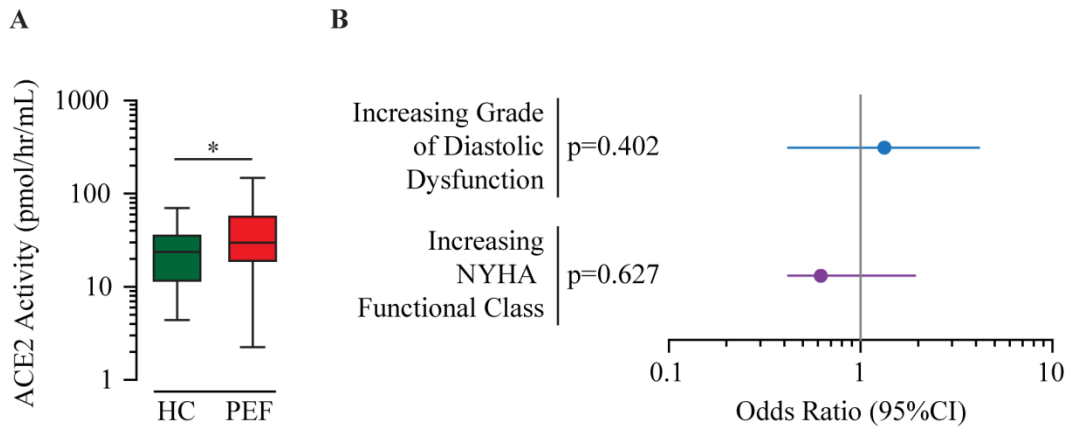 A
ACE2 Activity (pmol/hr/mL)
1000
100
10
1
*
HC
PEF
B
Increasing Grade
of Diastolic
Dysfunction
p=0.402
Increasing
NYHA
Functional Class
p=0.627
0.1
1
10
Odds Ratio (95%CI)